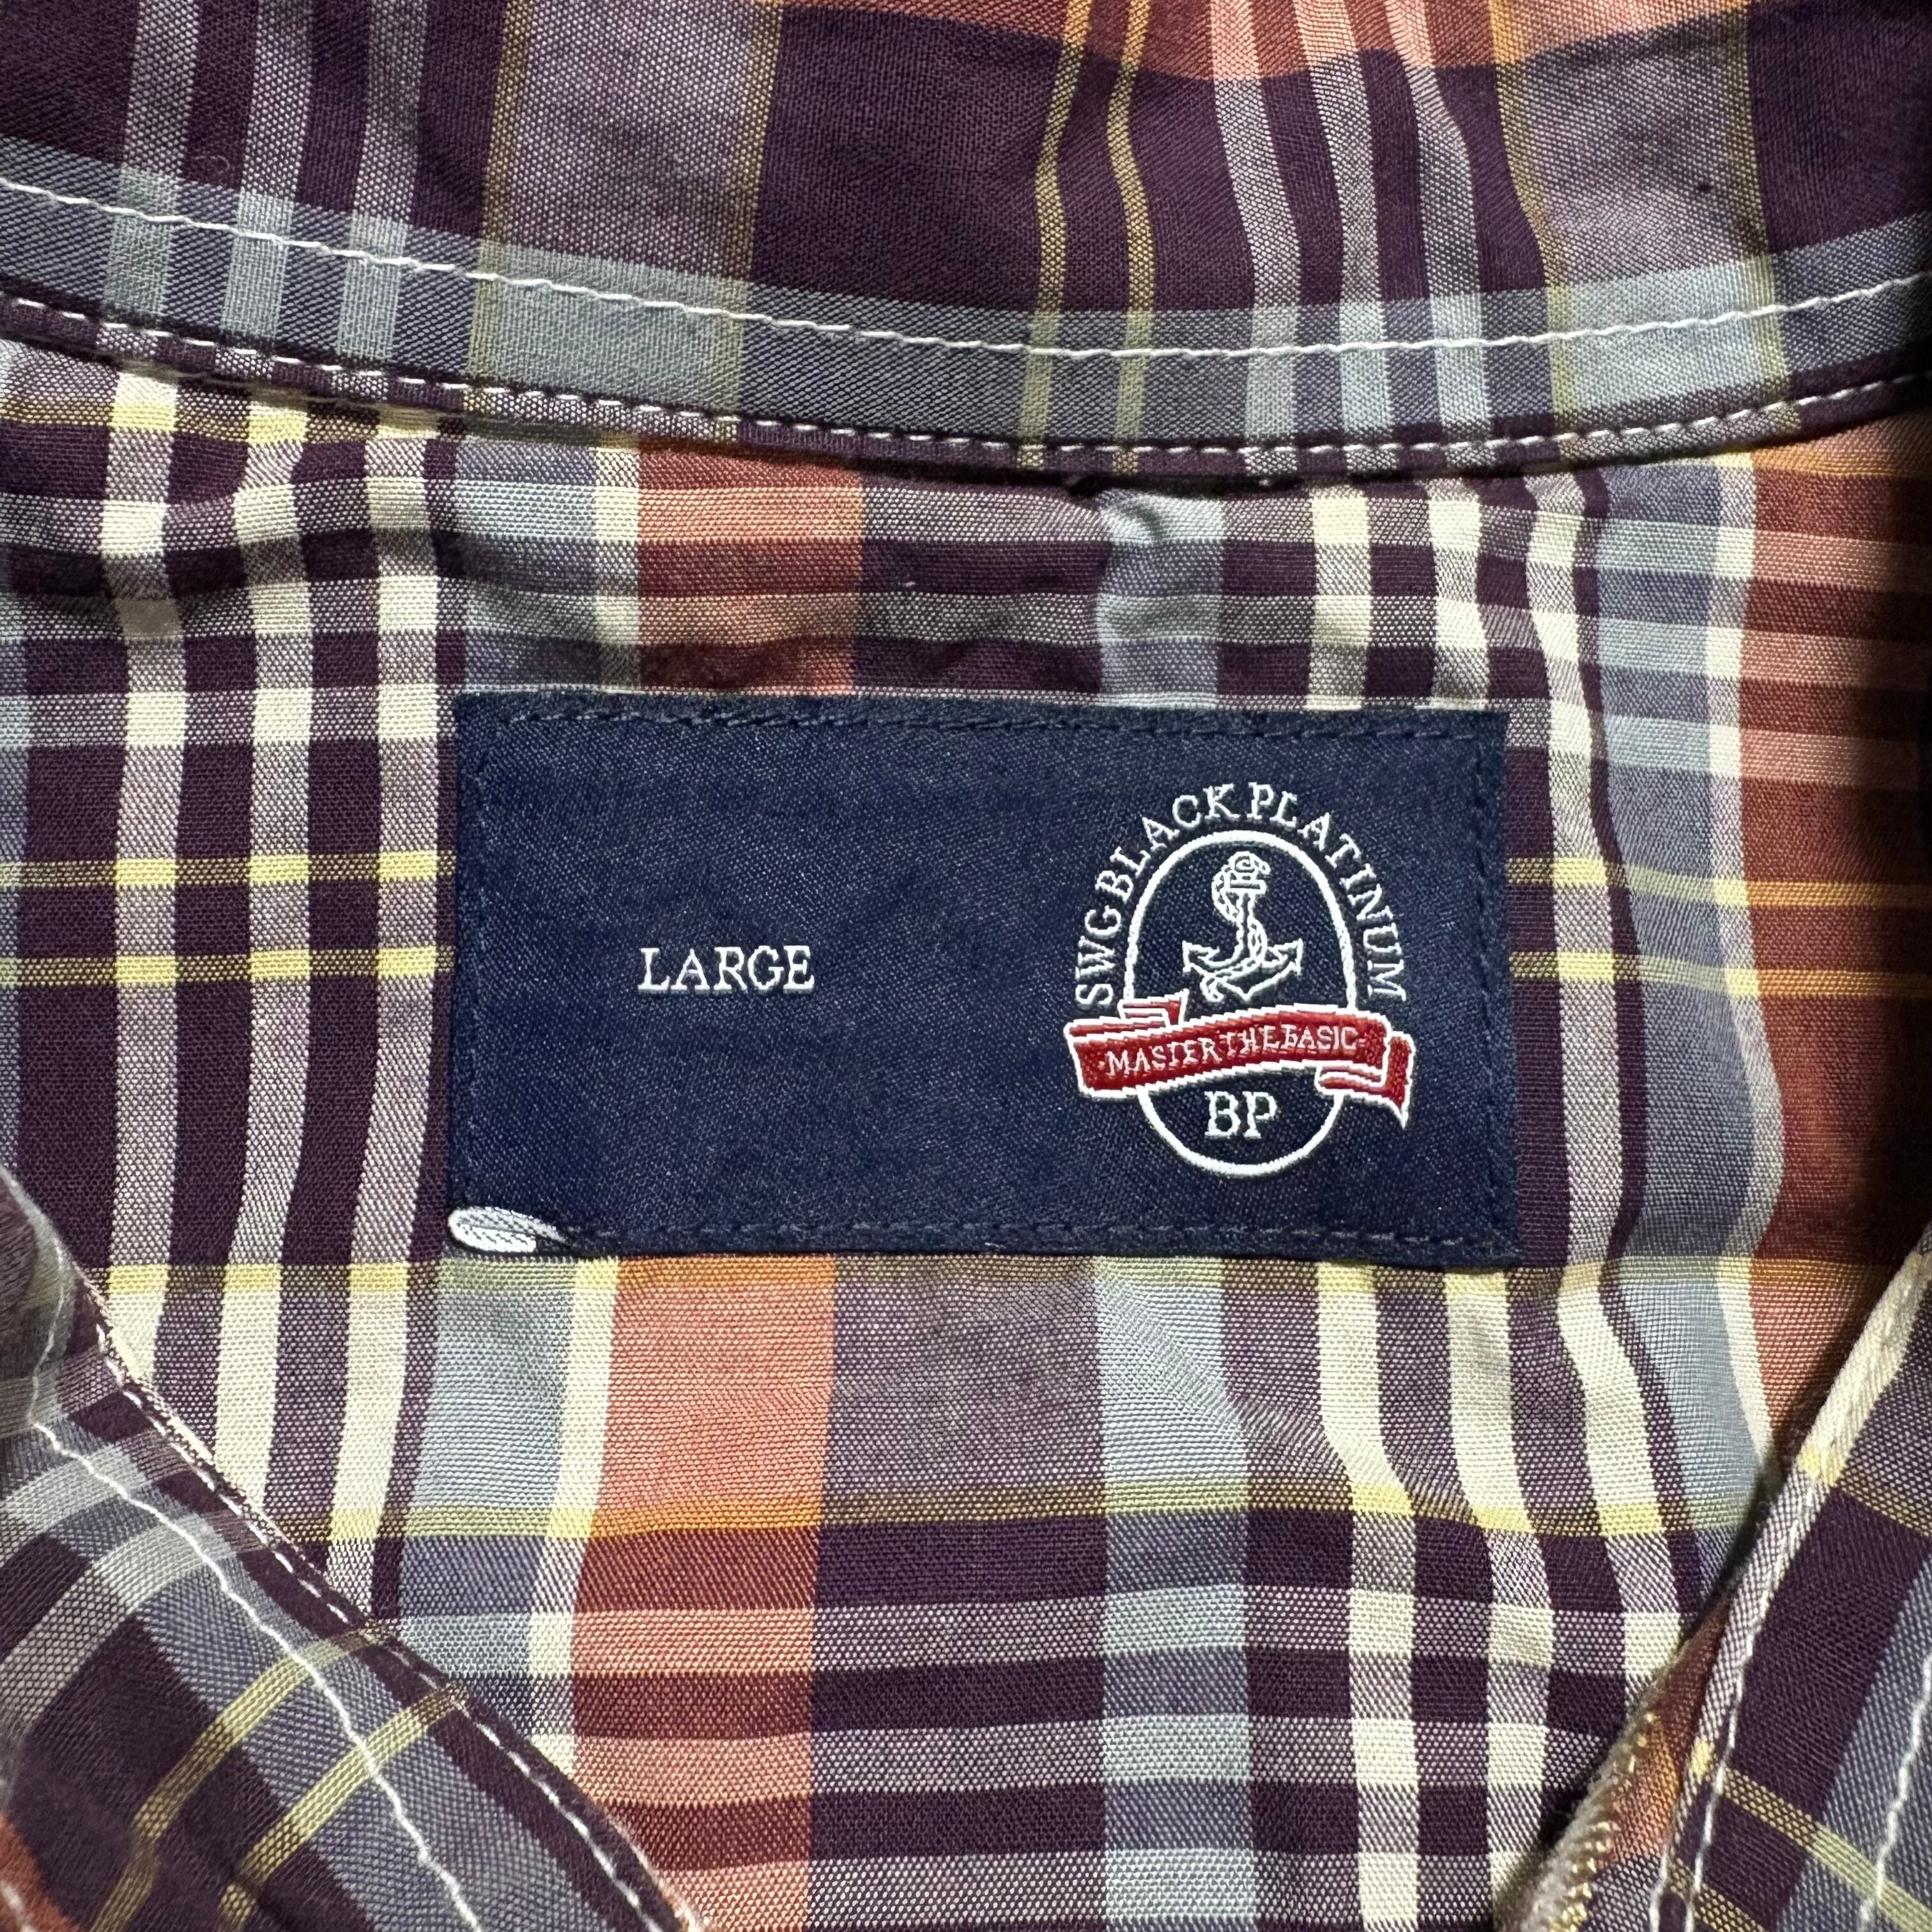 LARGE
SWG BLACK PLATINUM
·MASTER THE BASIC·
BP